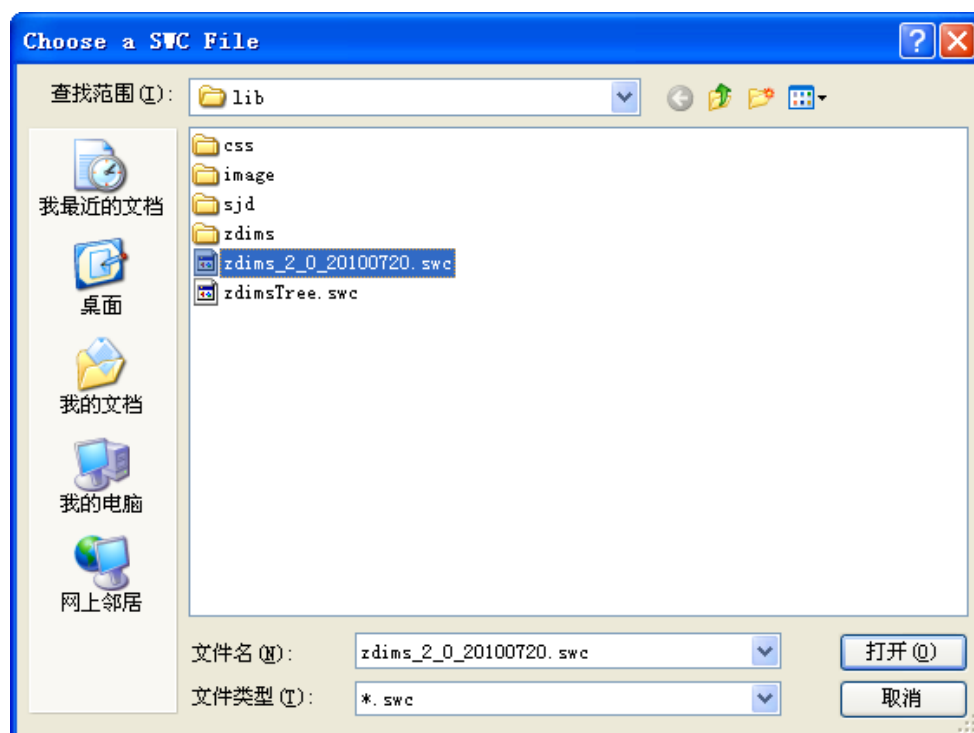 Choose a SWC File
查找范围(I):
lib
我最近的文档
桌面
我的文档
我的电脑
网上邻居
css
image
sjd
zdims
zdims_2_0_20100720.swc
zdimsTree.swc
文件名(N):
zdims_2_0_20100720.swc
打开(O)
文件类型(T):
*.swc
取消